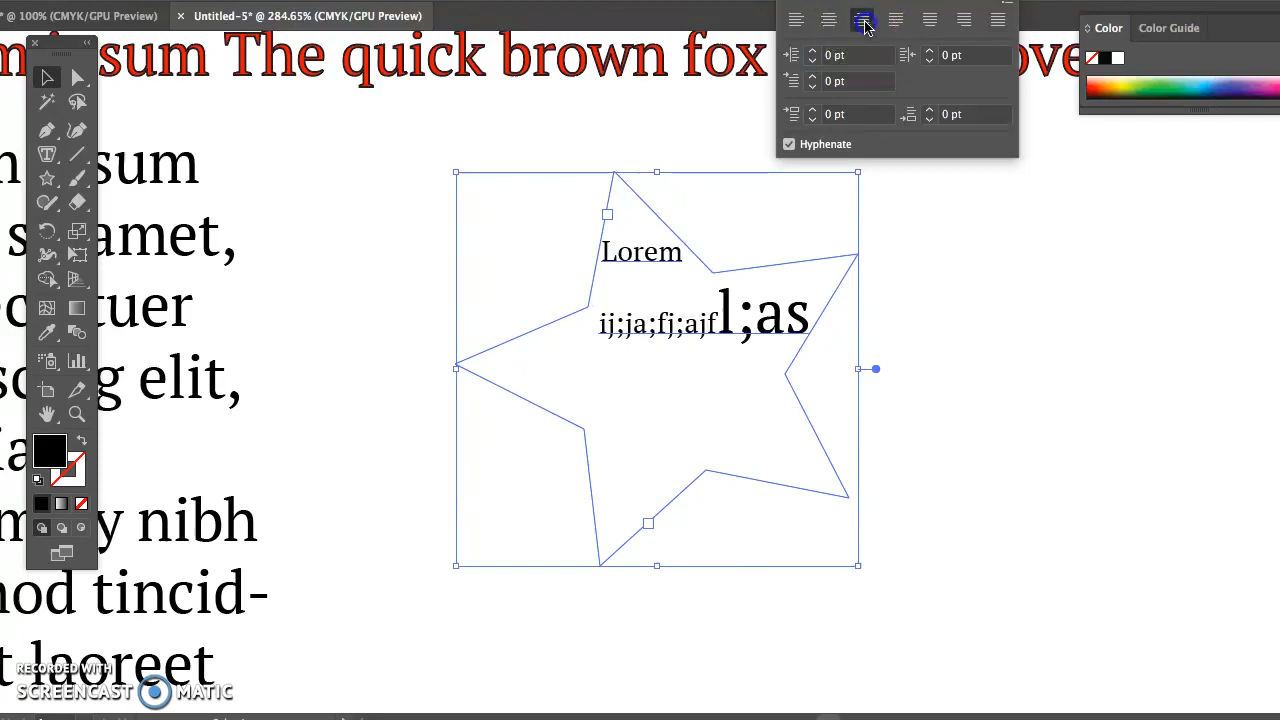 * @ 100% (CMYK/GPU Preview)
× Untitled-5* @ 284.65% (CMYK/GPU Preview)
sum The quick brown fox
ove
Color Color Guide
0 pt 0 pt
0 pt
0 pt 0 pt
Hyphenate
sum
amet,
tuer
g elit,
y nibh
nod tincid-
t laoreet
Lorem
ij;ja;fj;ajfl;as
RECORDED WITH
SCREENCAST MATIC